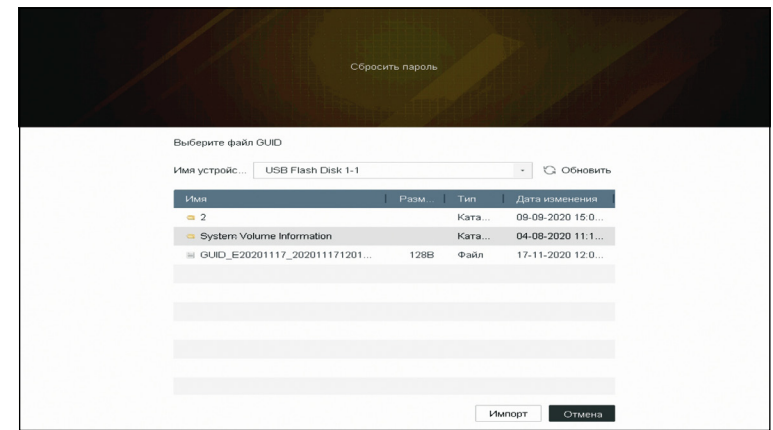 Сбросить пароль
Выберите файл GUID
Имя устройс... USB Flash Disk 1-1 Обновить
Имя Разм... Тип Дата изменения
2 Ката... 09-09-2020 15:0...
System Volume Information Ката... 04-08-2020 11:1...
GUID_E20201117_202011171201... 128B Файл 17-11-2020 12:0...
Импорт Отмена